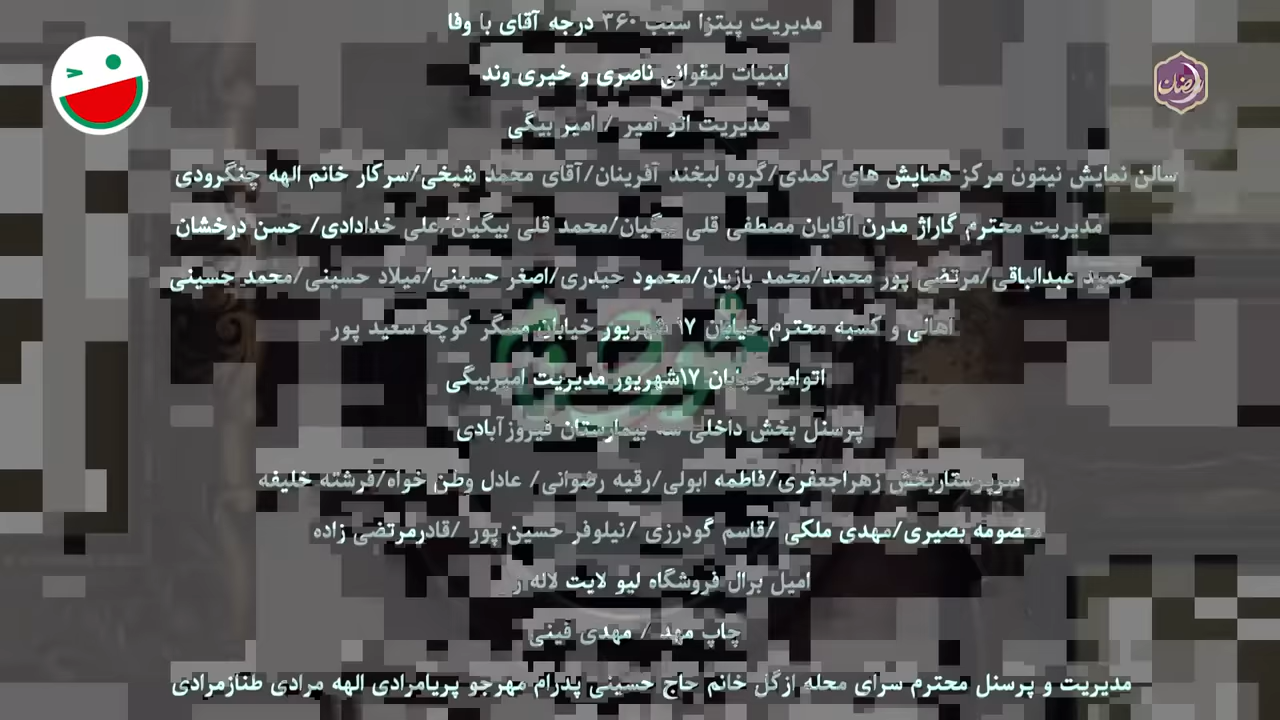 مدیریت پیتزا سیب ۳۶۰ درجه آقای با وفا
رمضان
لبنیات لیقوانی ناصری و خیری وند
مدیریت اتو امیر / امیر بیگی
سالن نمایش نیتون مرکز همایش های کمدی/گروه لبخند آفرینان/آقای محمد شیخی/سرکار خانم الهه چنگرودی
مدیریت محترم گاراژ مدرن آقایان مصطفی قلی بیگیان/محمد قلی بیگیان/علی خدادادی/ حسن درخشان
حمید عبدالباقی/مرتضی پور محمد/محمد بازیان/محمود حیدری/اصغر حسینی/میلاد حسینی/محمد حسینی
اهالی و کسبه محترم خیابان ۱۷ شهریور خیابان مسگر کوچه سعید پور
اتوامیرخیابان ۱۷شهریور مدیریت امیربیگی
پرسنل بخش داخلی سه بیمارستان فیروزآبادی
سرپرستاربخش زهراجعفری/فاطمه ابولی/رقیه رضوانی/ عادل وطن خواه/فرشته خلیفه
معصومه بصیری/مهدی ملکی /قاسم گودرزی /نیلوفر حسین پور /قادرمرتضی زاده
امیل برال فروشگاه لیو لایت لاله
چاپ مهد / مهدی فینی
مدیریت و پرسنل محترم سرای محله ازگل خانم حاج حسینی پدرام مهرجو پریامرادی الهه مرادی طنازمرادی